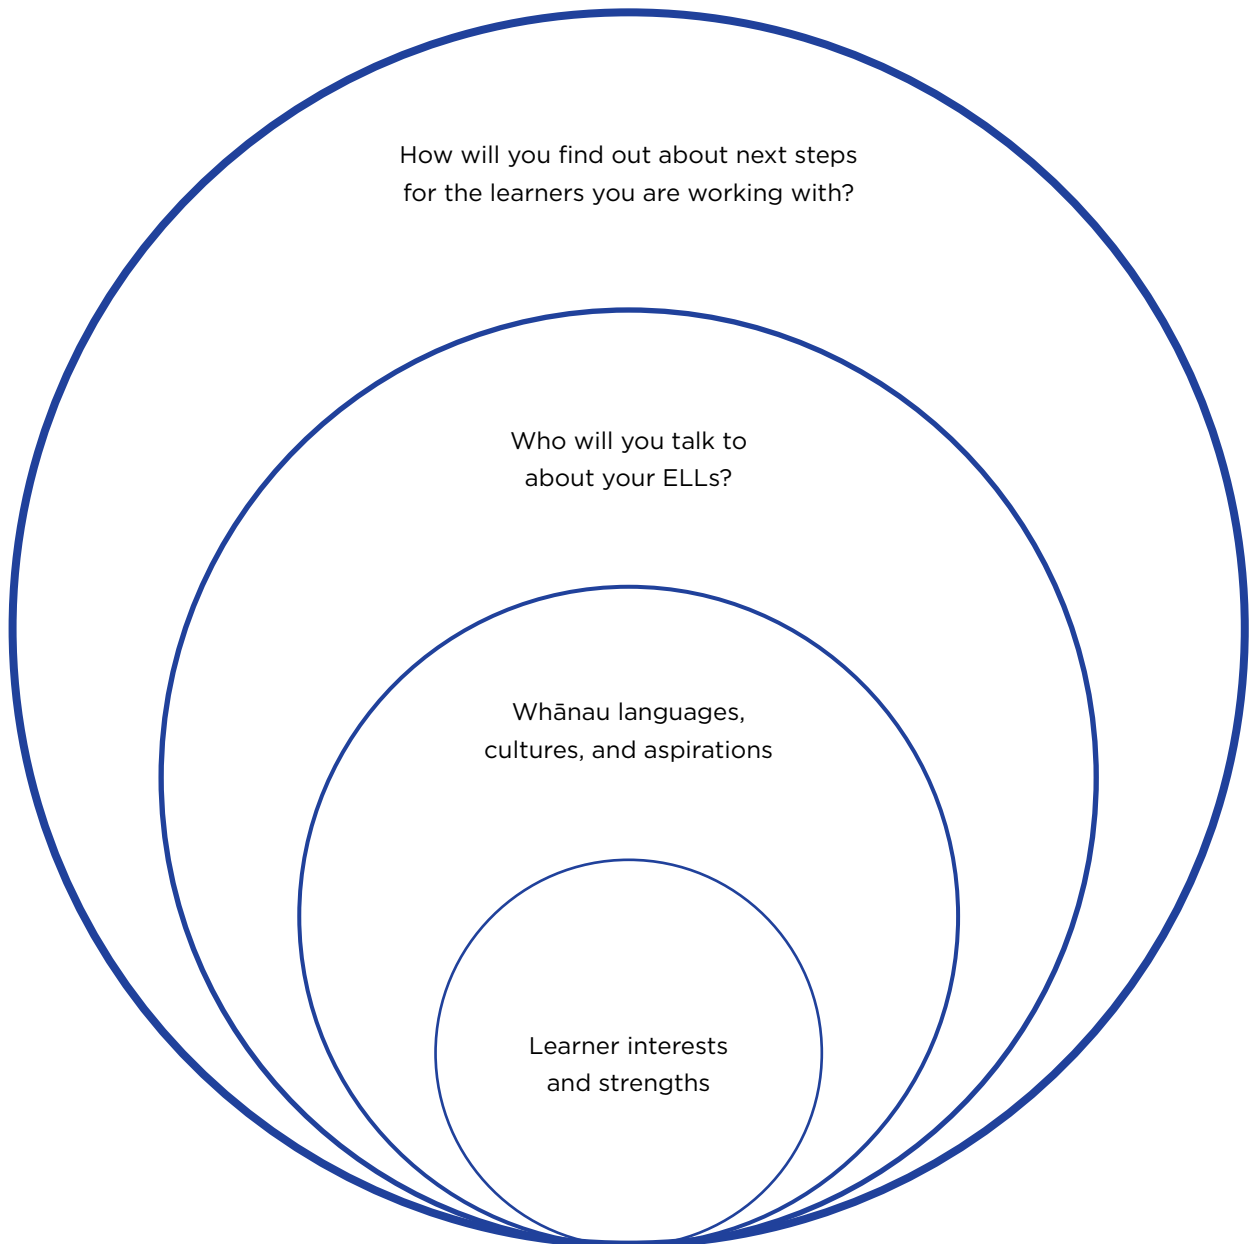 How will you find out about next steps
for the learners you are working with?
Who will you talk to
about your ELLs?
Whānau languages,
cultures, and aspirations
Learner interests
and strengths